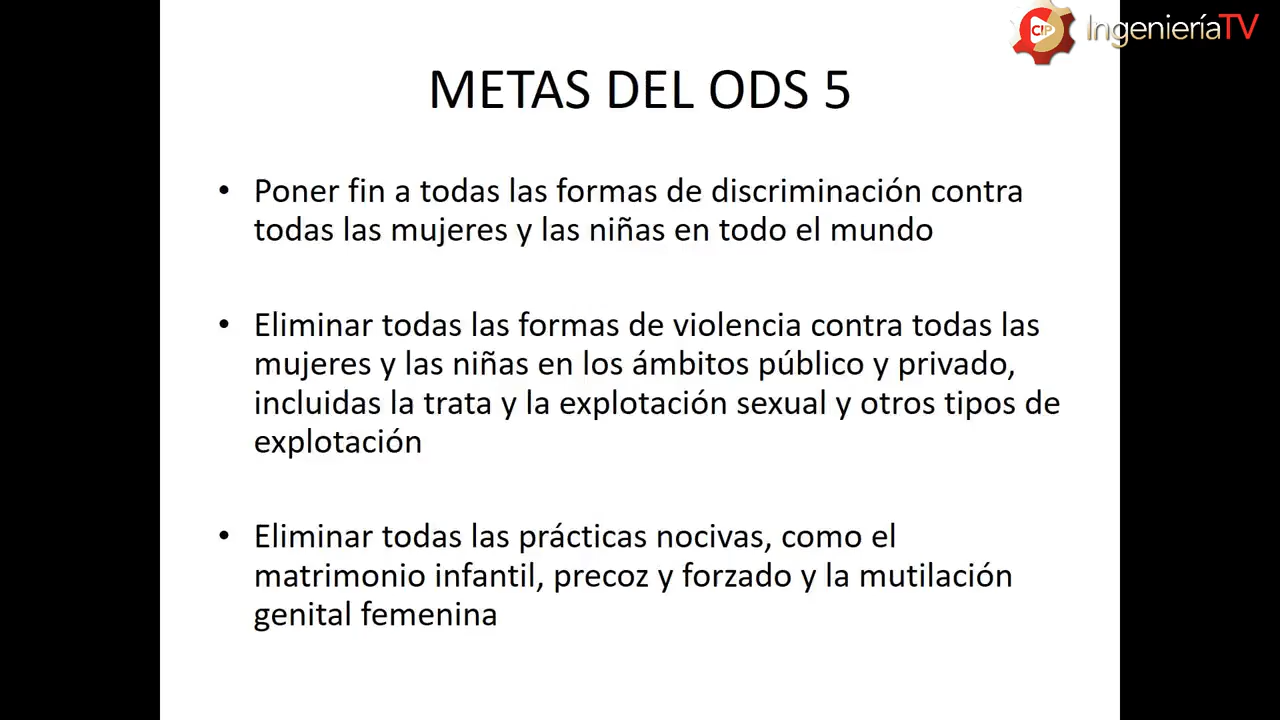 CIP IngenieríaTV
METAS DEL ODS 5
• Poner fin a todas las formas de discriminación contra
todas las mujeres y las niñas en todo el mundo
• Eliminar todas las formas de violencia contra todas las
mujeres y las niñas en los ámbitos público y privado,
incluidas la trata y la explotación sexual y otros tipos de
explotación
• Eliminar todas las prácticas nocivas, como el
matrimonio infantil, precoz y forzado y la mutilación
genital femenina